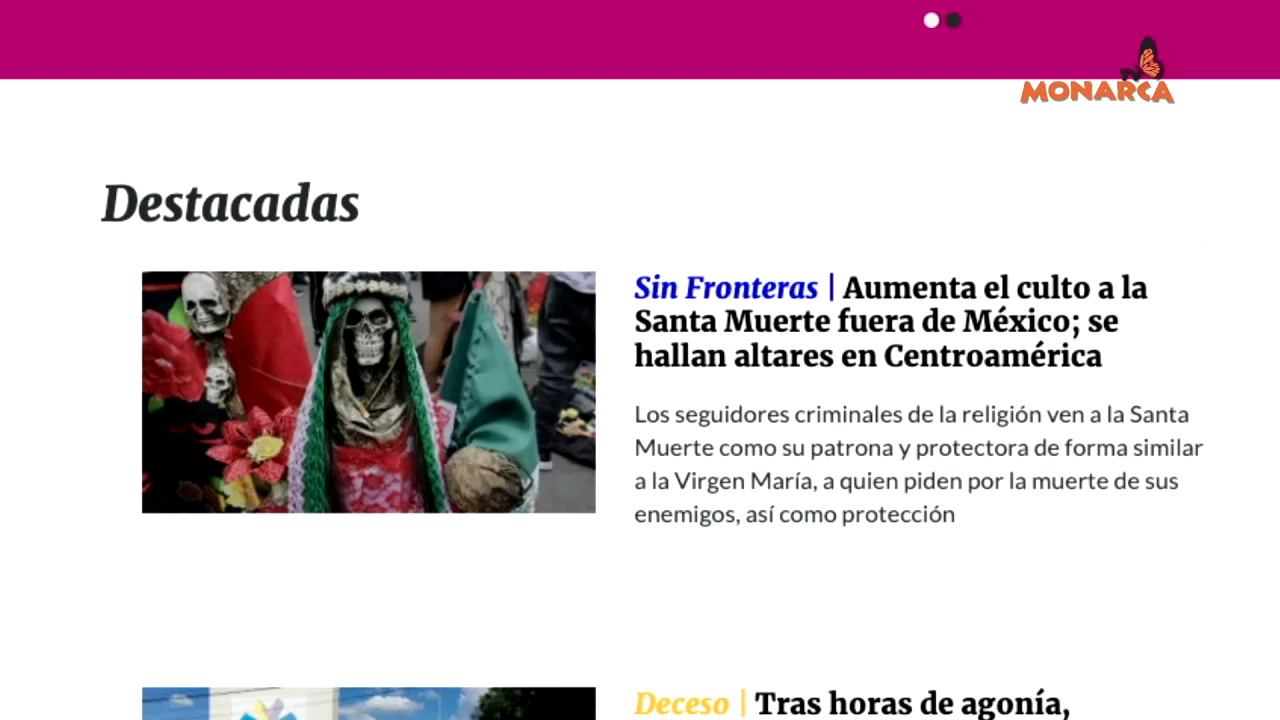 TV
MONARCA
Destacadas
Sin Fronteras | Aumenta el culto a la
Santa Muerte fuera de México; se
hallan altares en Centroamérica
Los seguidores criminales de la religión ven a la Santa
Muerte como su patrona y protectora de forma similar
a la Virgen María, a quien piden por la muerte de sus
enemigos, así como protección
Deceso | Tras horas de agonía,